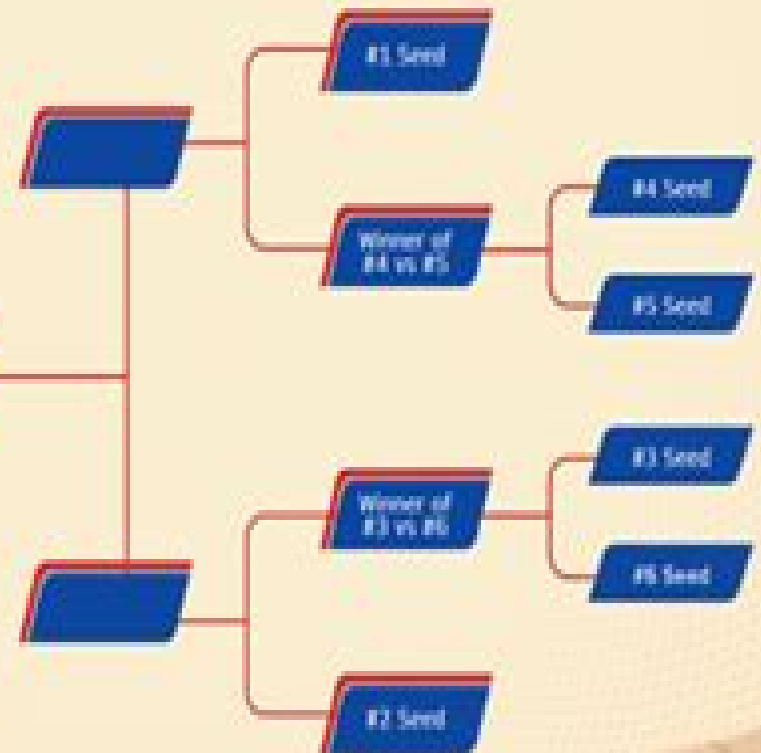 #1 Seed
#4 Seed
Winner of
#4 vs #5
#5 Seed
#3 Seed
Winner of
#3 vs #6
#6 Seed
#2 Seed